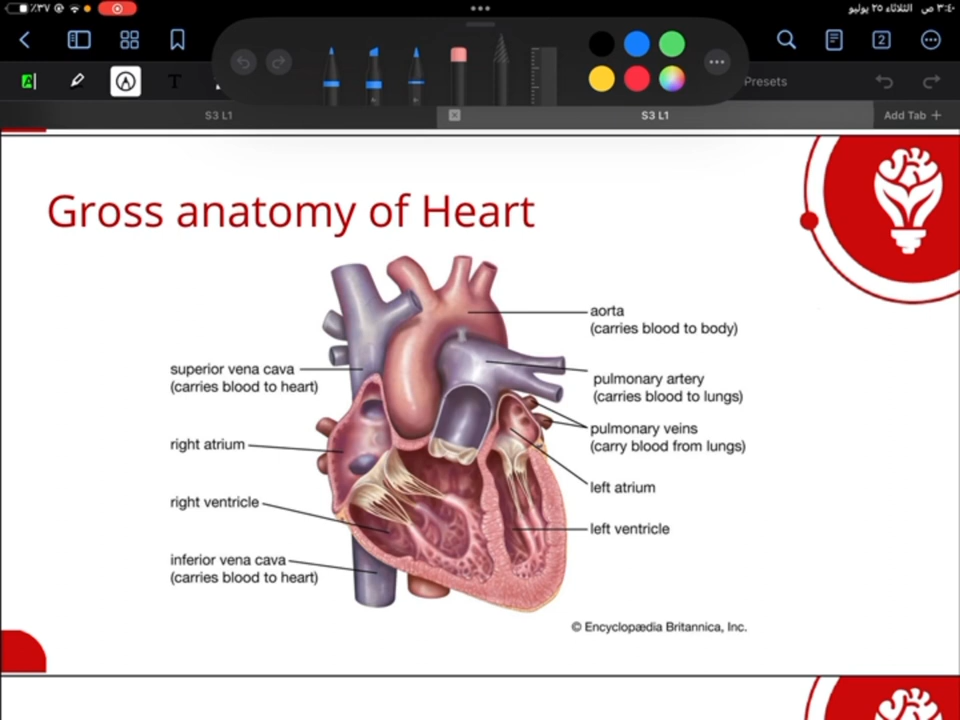 ٪٣٧
٣:٤٠ ص الثلاثاء ٢٥ يوليو
2
A
T
Presets
S3 L1
S3 L1
Add Tab +
Gross anatomy of Heart
aorta
(carries blood to body)
superior vena cava
(carries blood to heart)
pulmonary artery
(carries blood to lungs)
pulmonary veins
(carry blood from lungs)
right atrium
left atrium
right ventricle
left ventricle
inferior vena cava
(carries blood to heart)
© Encyclopædia Britannica, Inc.